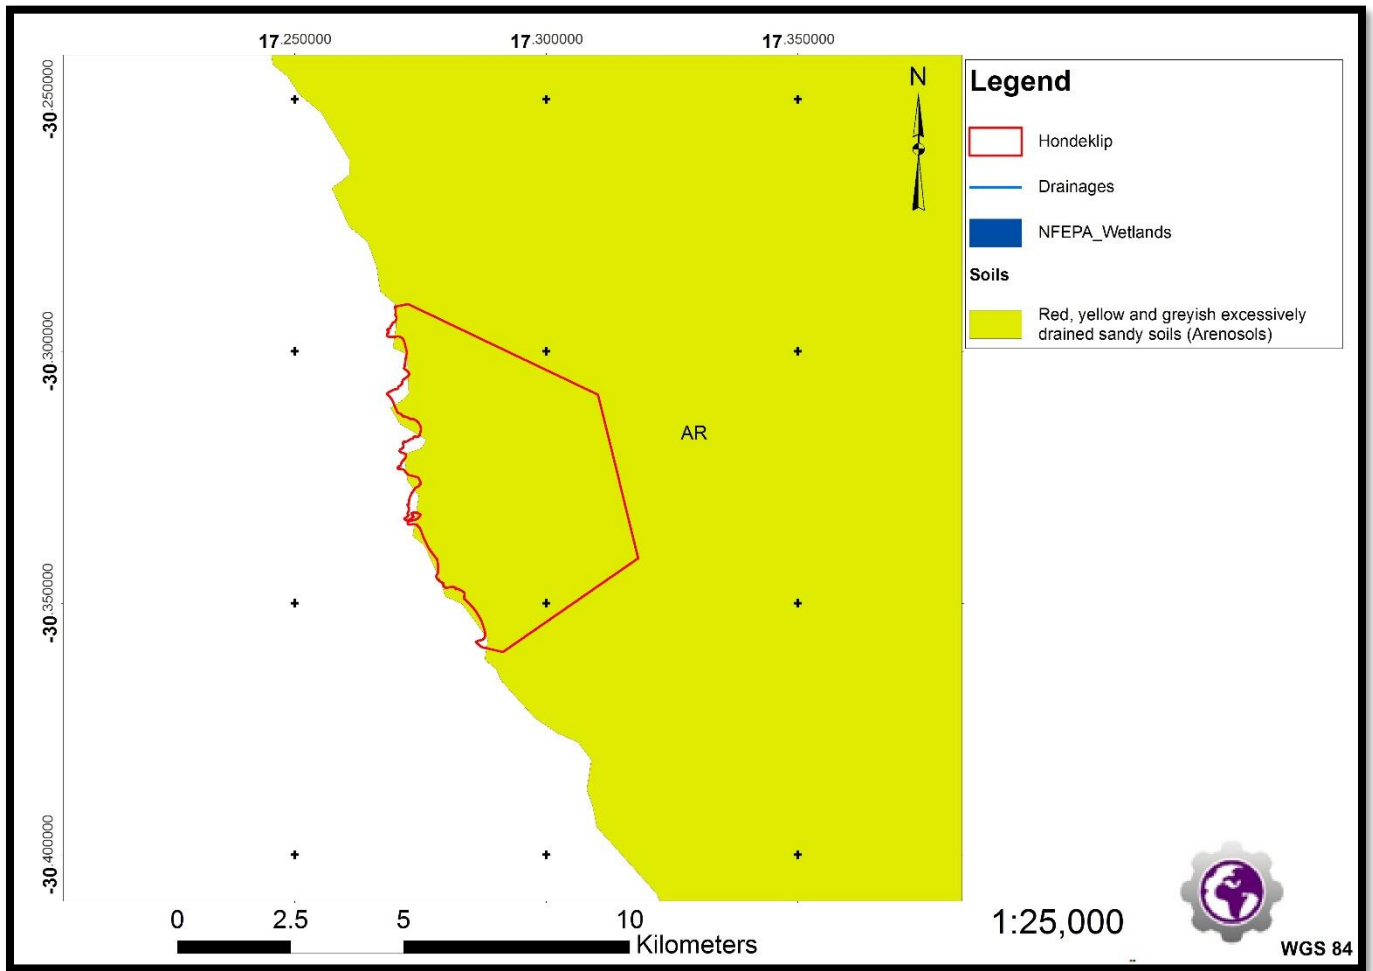 17.250000 17.300000 17.350000
-30.250000
-30.300000
-30.350000
-30.400000
N
AR
Legend
Hondeklip
Drainages
NFEPA_Wetlands
Soils
Red, yellow and greyish excessively
drained sandy soils (Arenosols)
0 2.5 5 10
Kilometers
1:25,000
WGS 84